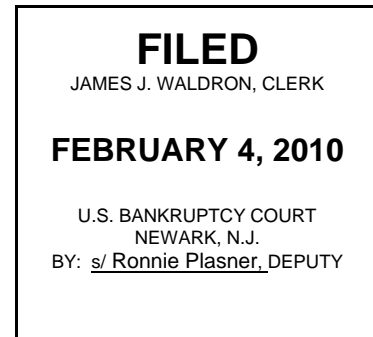 FILED
JAMES J. WALDRON, CLERK
FEBRUARY 4, 2010
U.S. BANKRUPTCY COURT
NEWARK, N.J.
BY: s/ Ronnie Plasner, DEPUTY